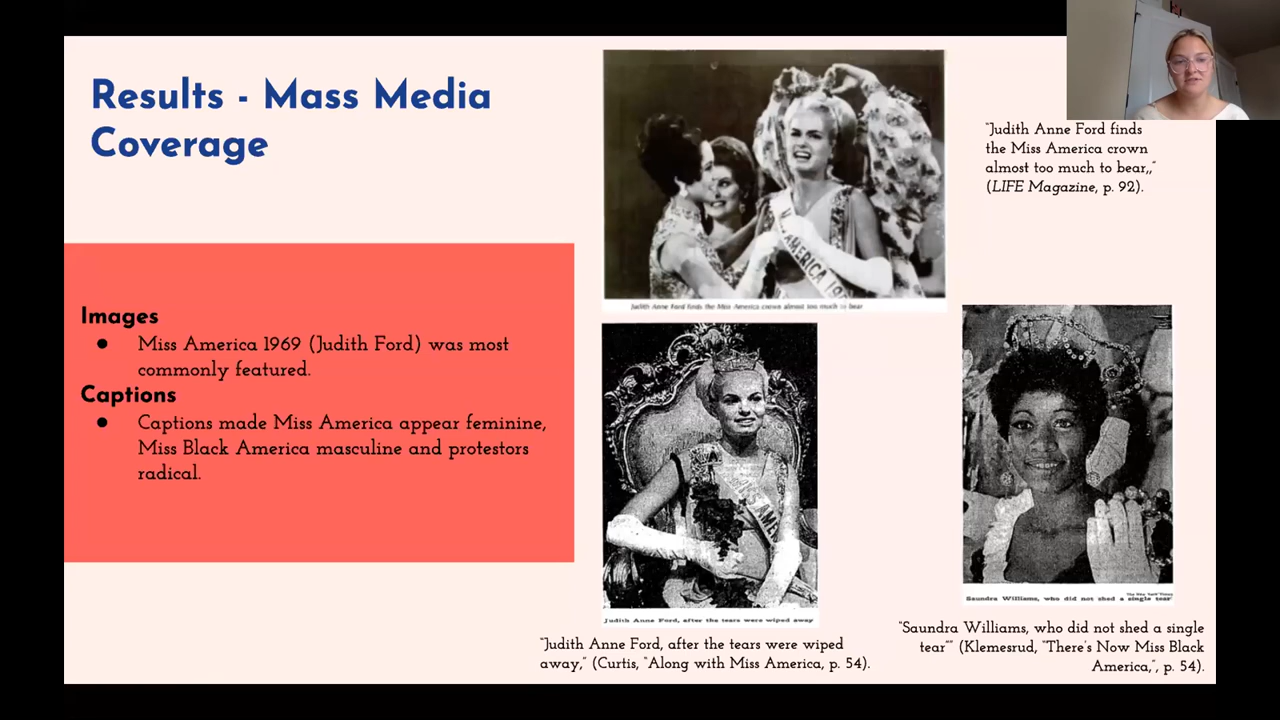 Results - Mass Media
Coverage
Images
● Miss America 1969 (Judith Ford) was most
commonly featured.
Captions
● Captions made Miss America appear feminine,
Miss Black America masculine and protestors
radical.
AMERICA
Judith Anne Ford finds the Miss America crown almost too much to bear
"Judith Anne Ford finds
the Miss America crown
almost too much to bear,,"
(LIFE Magazine, p. 92).
Judith Anne Ford, after the tears were wiped away
"Judith Anne Ford, after the tears were wiped
away," (Curtis, "Along with Miss America, p. 54).
The New York Times
Saundra Williams, who did not shed a single tear
"Saundra Williams, who did not shed a single
tear"" (Klemesrud, "There's Now Miss Black
America,", p. 54).